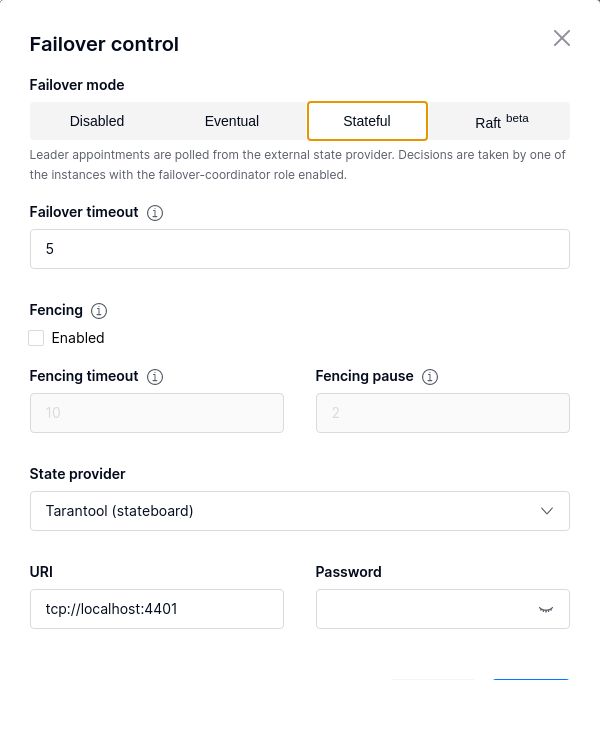 Failover control
Failover mode
Disabled Eventual Stateful Raft beta
Leader appointments are polled from the external state provider. Decisions are taken by one of
the instances with the failover-coordinator role enabled.
Failover timeout
5
Fencing
Enabled
Fencing timeout Fencing pause
10 2
State provider
Tarantool (stateboard)
URI Password
tcp://localhost:4401